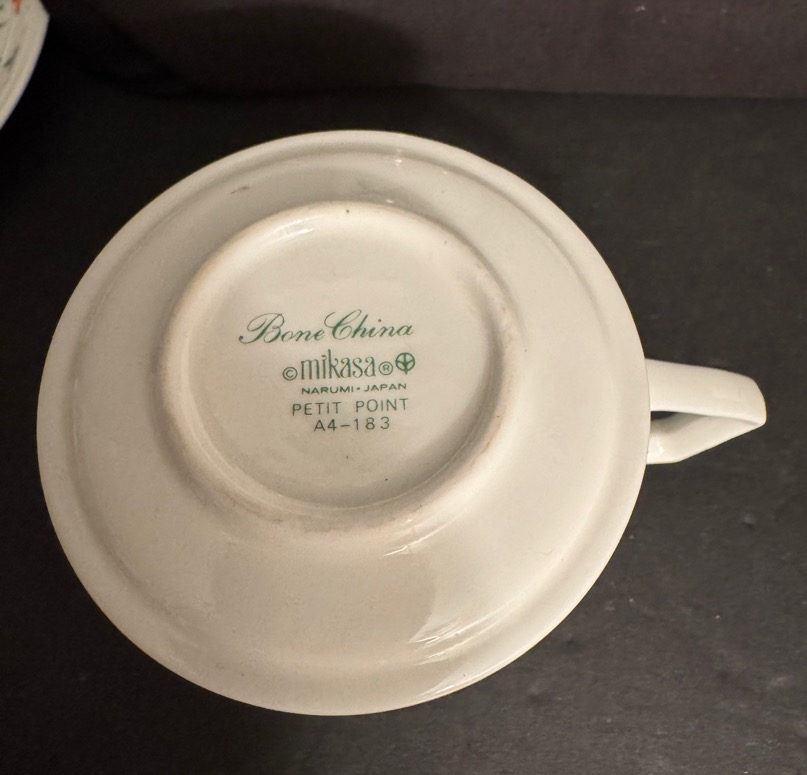 Bone China
©mikasa®
NARUMI • JAPAN
PETIT POINT
A4-183